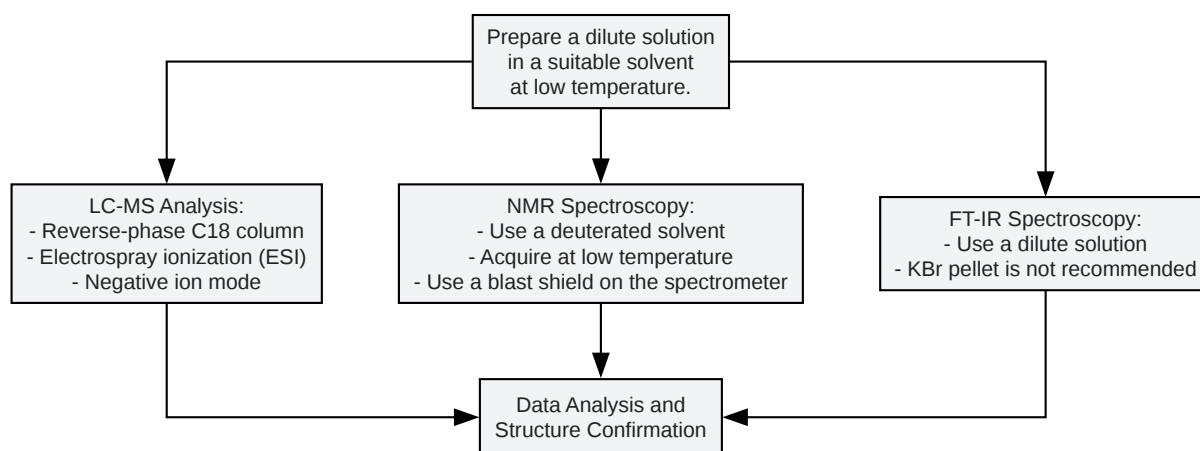 Prepare a dilute solution
in a suitable solvent
at low temperature.
LC-MS Analysis:
- Reverse-phase C18 column
- Electrospray ionization (ESI)
- Negative ion mode
NMR Spectroscopy:
- Use a deuterated solvent
- Acquire at low temperature
- Use a blast shield on the spectrometer
FT-IR Spectroscopy:
- Use a dilute solution
- KBr pellet is not recommended
Data Analysis and
Structure Confirmation